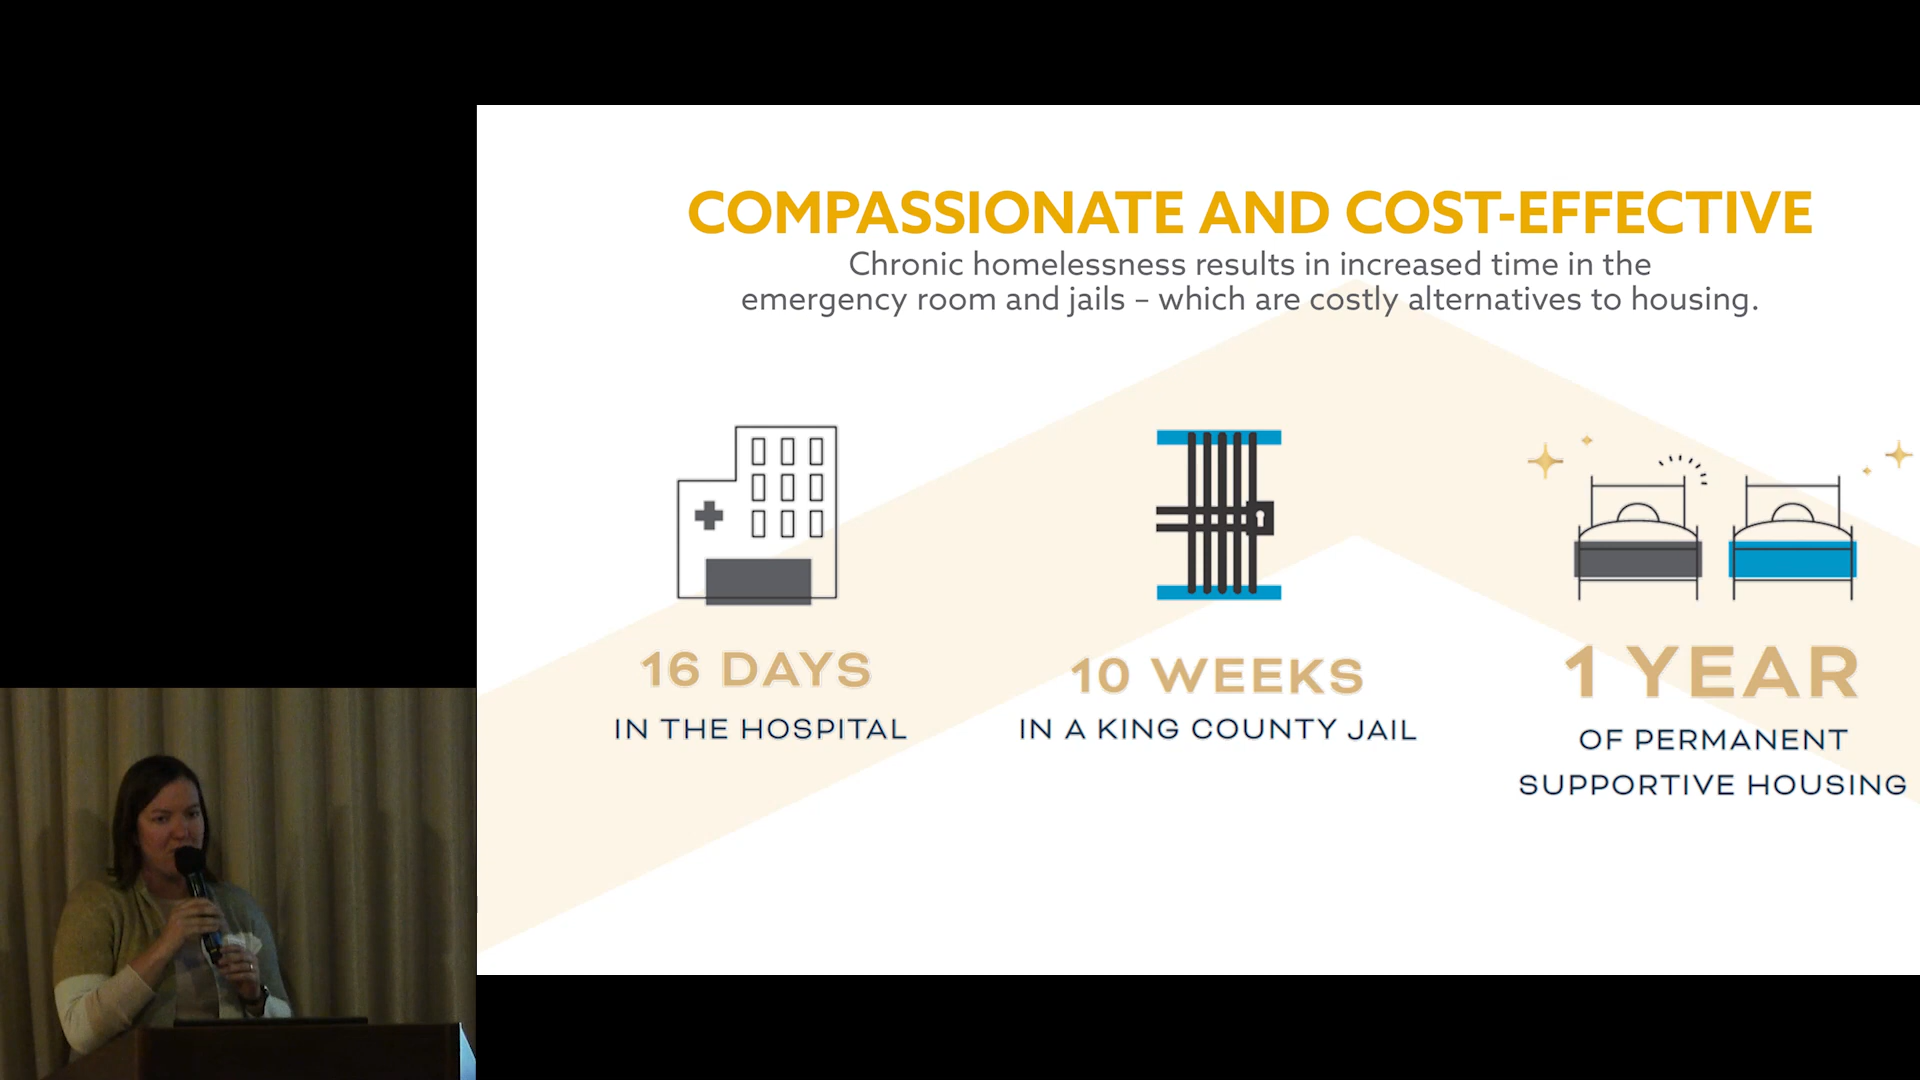 COMPASSIONATE AND COST-EFFECTIVE
Chronic homelessness results in increased time in the
emergency room and jails – which are costly alternatives to housing.
16 DAYS
IN THE HOSPITAL
10 WEEKS
IN A KING COUNTY JAIL
1 YEAR
OF PERMANENT
SUPPORTIVE HOUSING